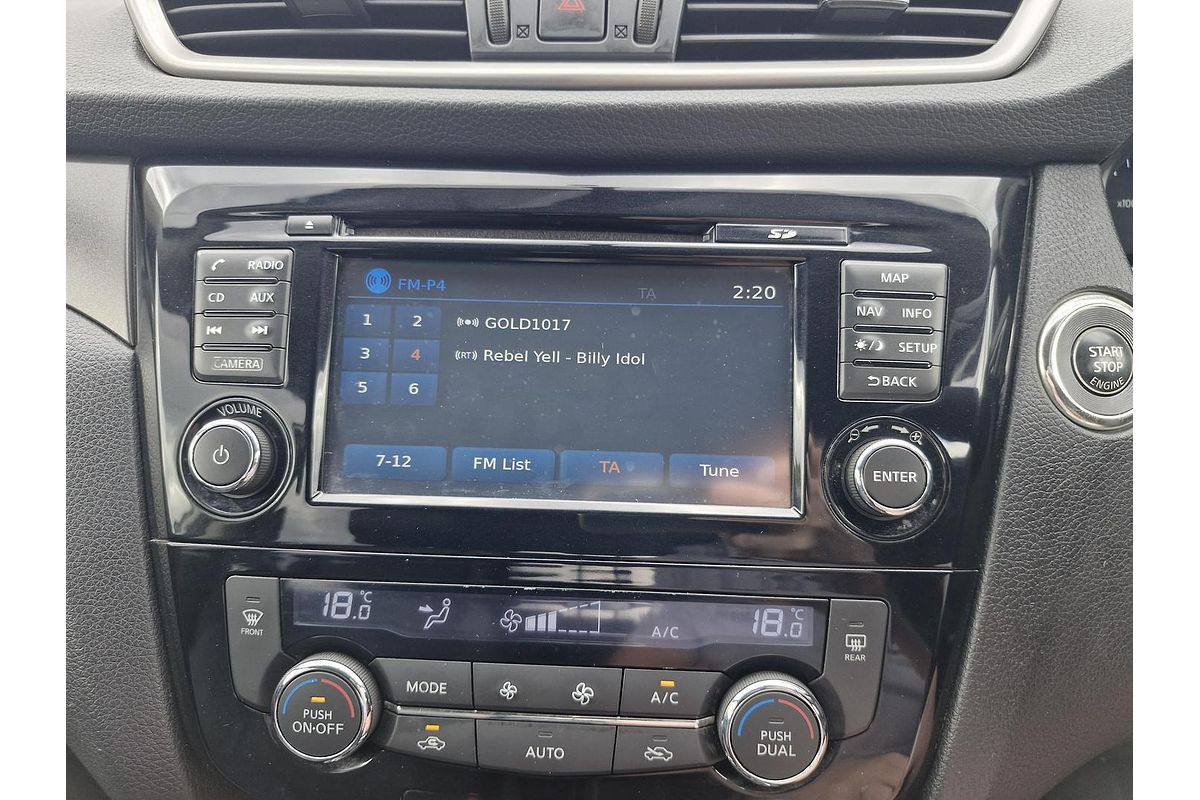 x100
SD
RADIO
CD AUX
CAMERA
VOLUME
FM-P4 TA 2:20
1 2 GOLD1017
3 4 RT Rebel Yell - Billy Idol
5 6
7-12 FM List TA Tune
MAP
NAV INFO
SETUP
BACK
ENTER
START
STOP
ENGINE
18.0 °C A/C 18.0 °C
FRONT
REAR
PUSH
ON·OFF
MODE
A/C
AUTO
PUSH
DUAL